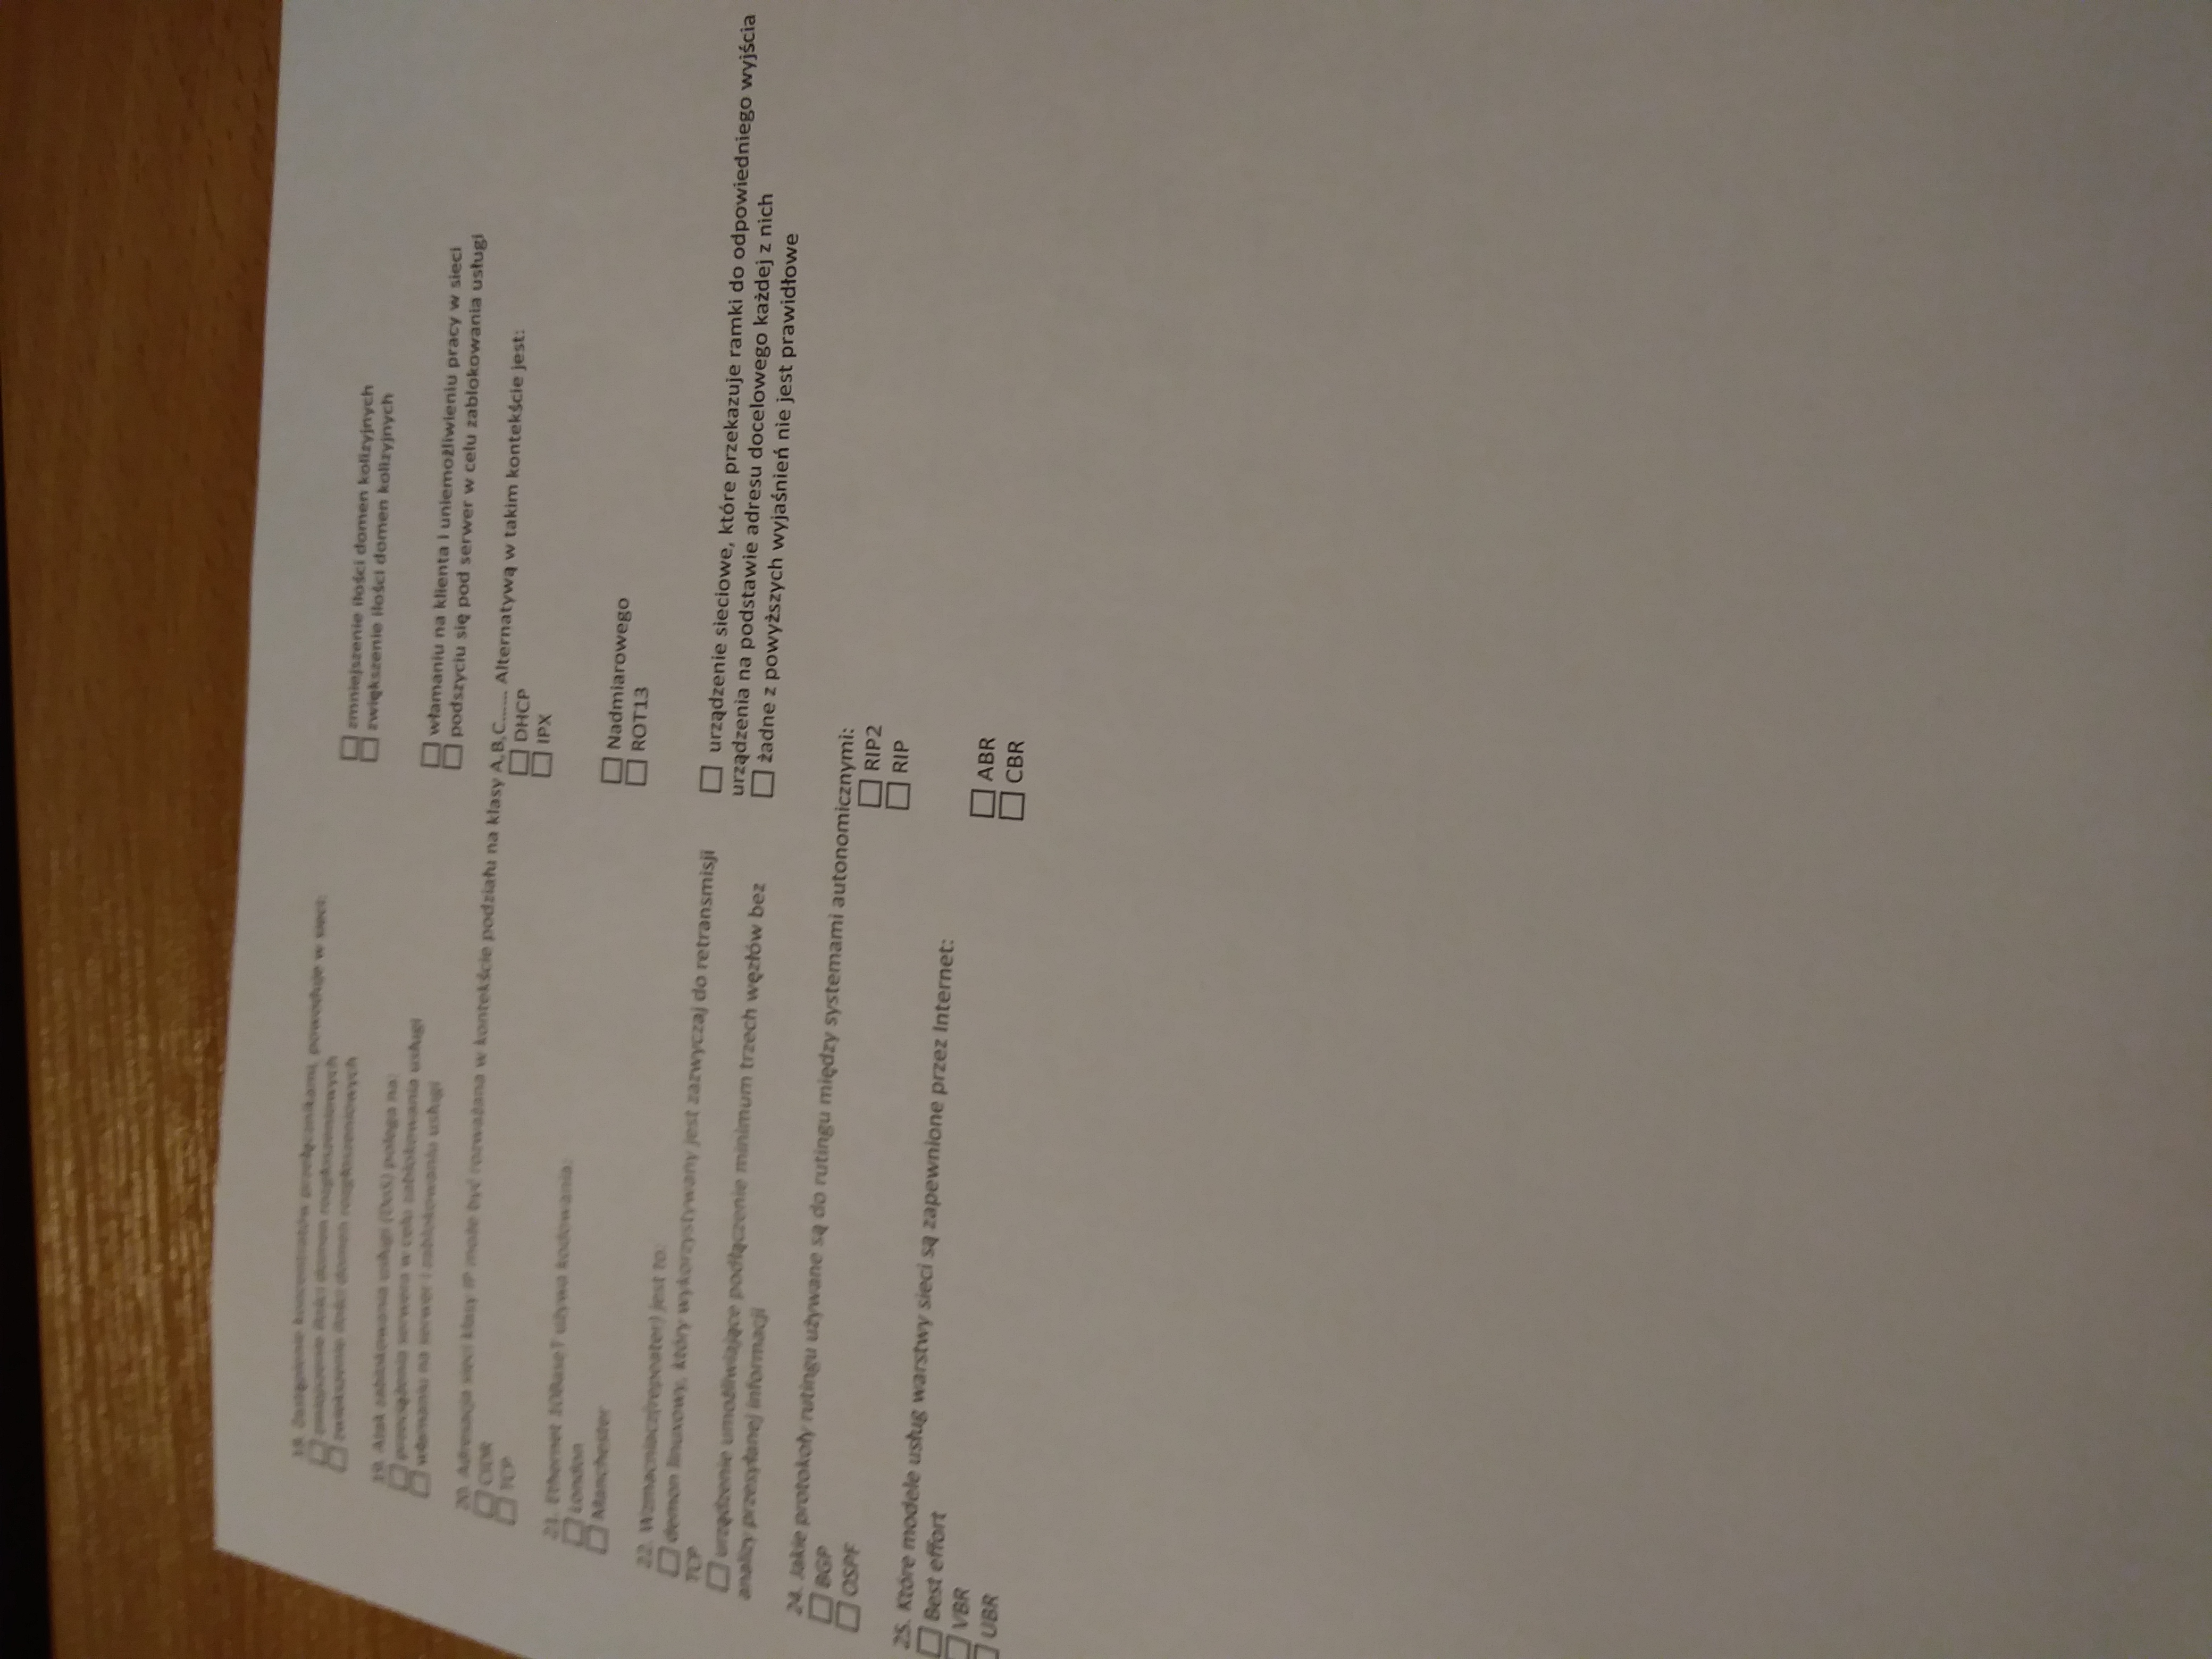 18. Zastąpienie koncentratów przełącznikami, powoduje w sieci:
☐ zmniejszenie ilości domen rozgłoszeniowych
☐ zwiększenie ilości domen rozgłoszeniowych
☐ zmniejszenie ilości domen kolizyjnych
☐ zwiększenie ilości domen kolizyjnych
19. Atak zablokowania usługi (DoS) polega na:
☐ przeciążenia serwera w celu zablokowania usługi
☐ włamaniu na serwer i zablokowaniu usługi
☐ włamaniu na klienta i uniemożliwieniu pracy w sieci
☐ podszyciu się pod serwer w celu zablokowania usługi
20. Adresacja sieci klasy IP może być rozważana w kontekście podziału na klasy A,B,C...... Alternatywą w takim kontekście jest:
☐ CIDR
☐ TCP
☐ DHCP
☐ IPX
21. Ethernet 10BaseT używa kodowania:
☐ London
☐ Manchester
☐ Nadmiarowego
☐ ROT13
22. Wzmacniacz(repeater) jest to:
☐ demon linuxowy, który wykorzystywany jest zazwyczaj do retransmisji
TCP
☐ urządzenie umożliwiające podłączenie minimum trzech węzłów bez
analizy przesyłanej informacji
☐ urządzenie sieciowe, które przekazuje ramki do odpowiedniego wyjścia
urządzenia na podstawie adresu docelowego każdej z nich
☐ żadne z powyższych wyjaśnień nie jest prawidłowe
24. Jakie protokoły rutingu używane są do rutingu między systemami autonomicznymi:
☐ BGP
☐ OSPF
☐ RIP2
☐ RIP
25. Które modele usług warstwy sieci są zapewnione przez Internet:
☐ Best effort
☐ VBR
☐ UBR
☐ ABR
☐ CBR